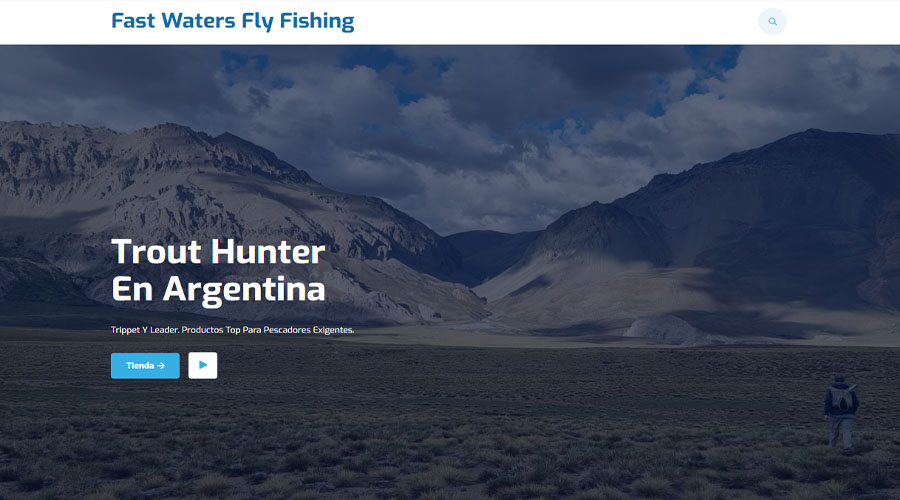 Fast Waters Fly Fishing
Trout Hunter
En Argentina
Trippet Y Leader. Productos Top Para Pescadores Exigentes.
Tienda →